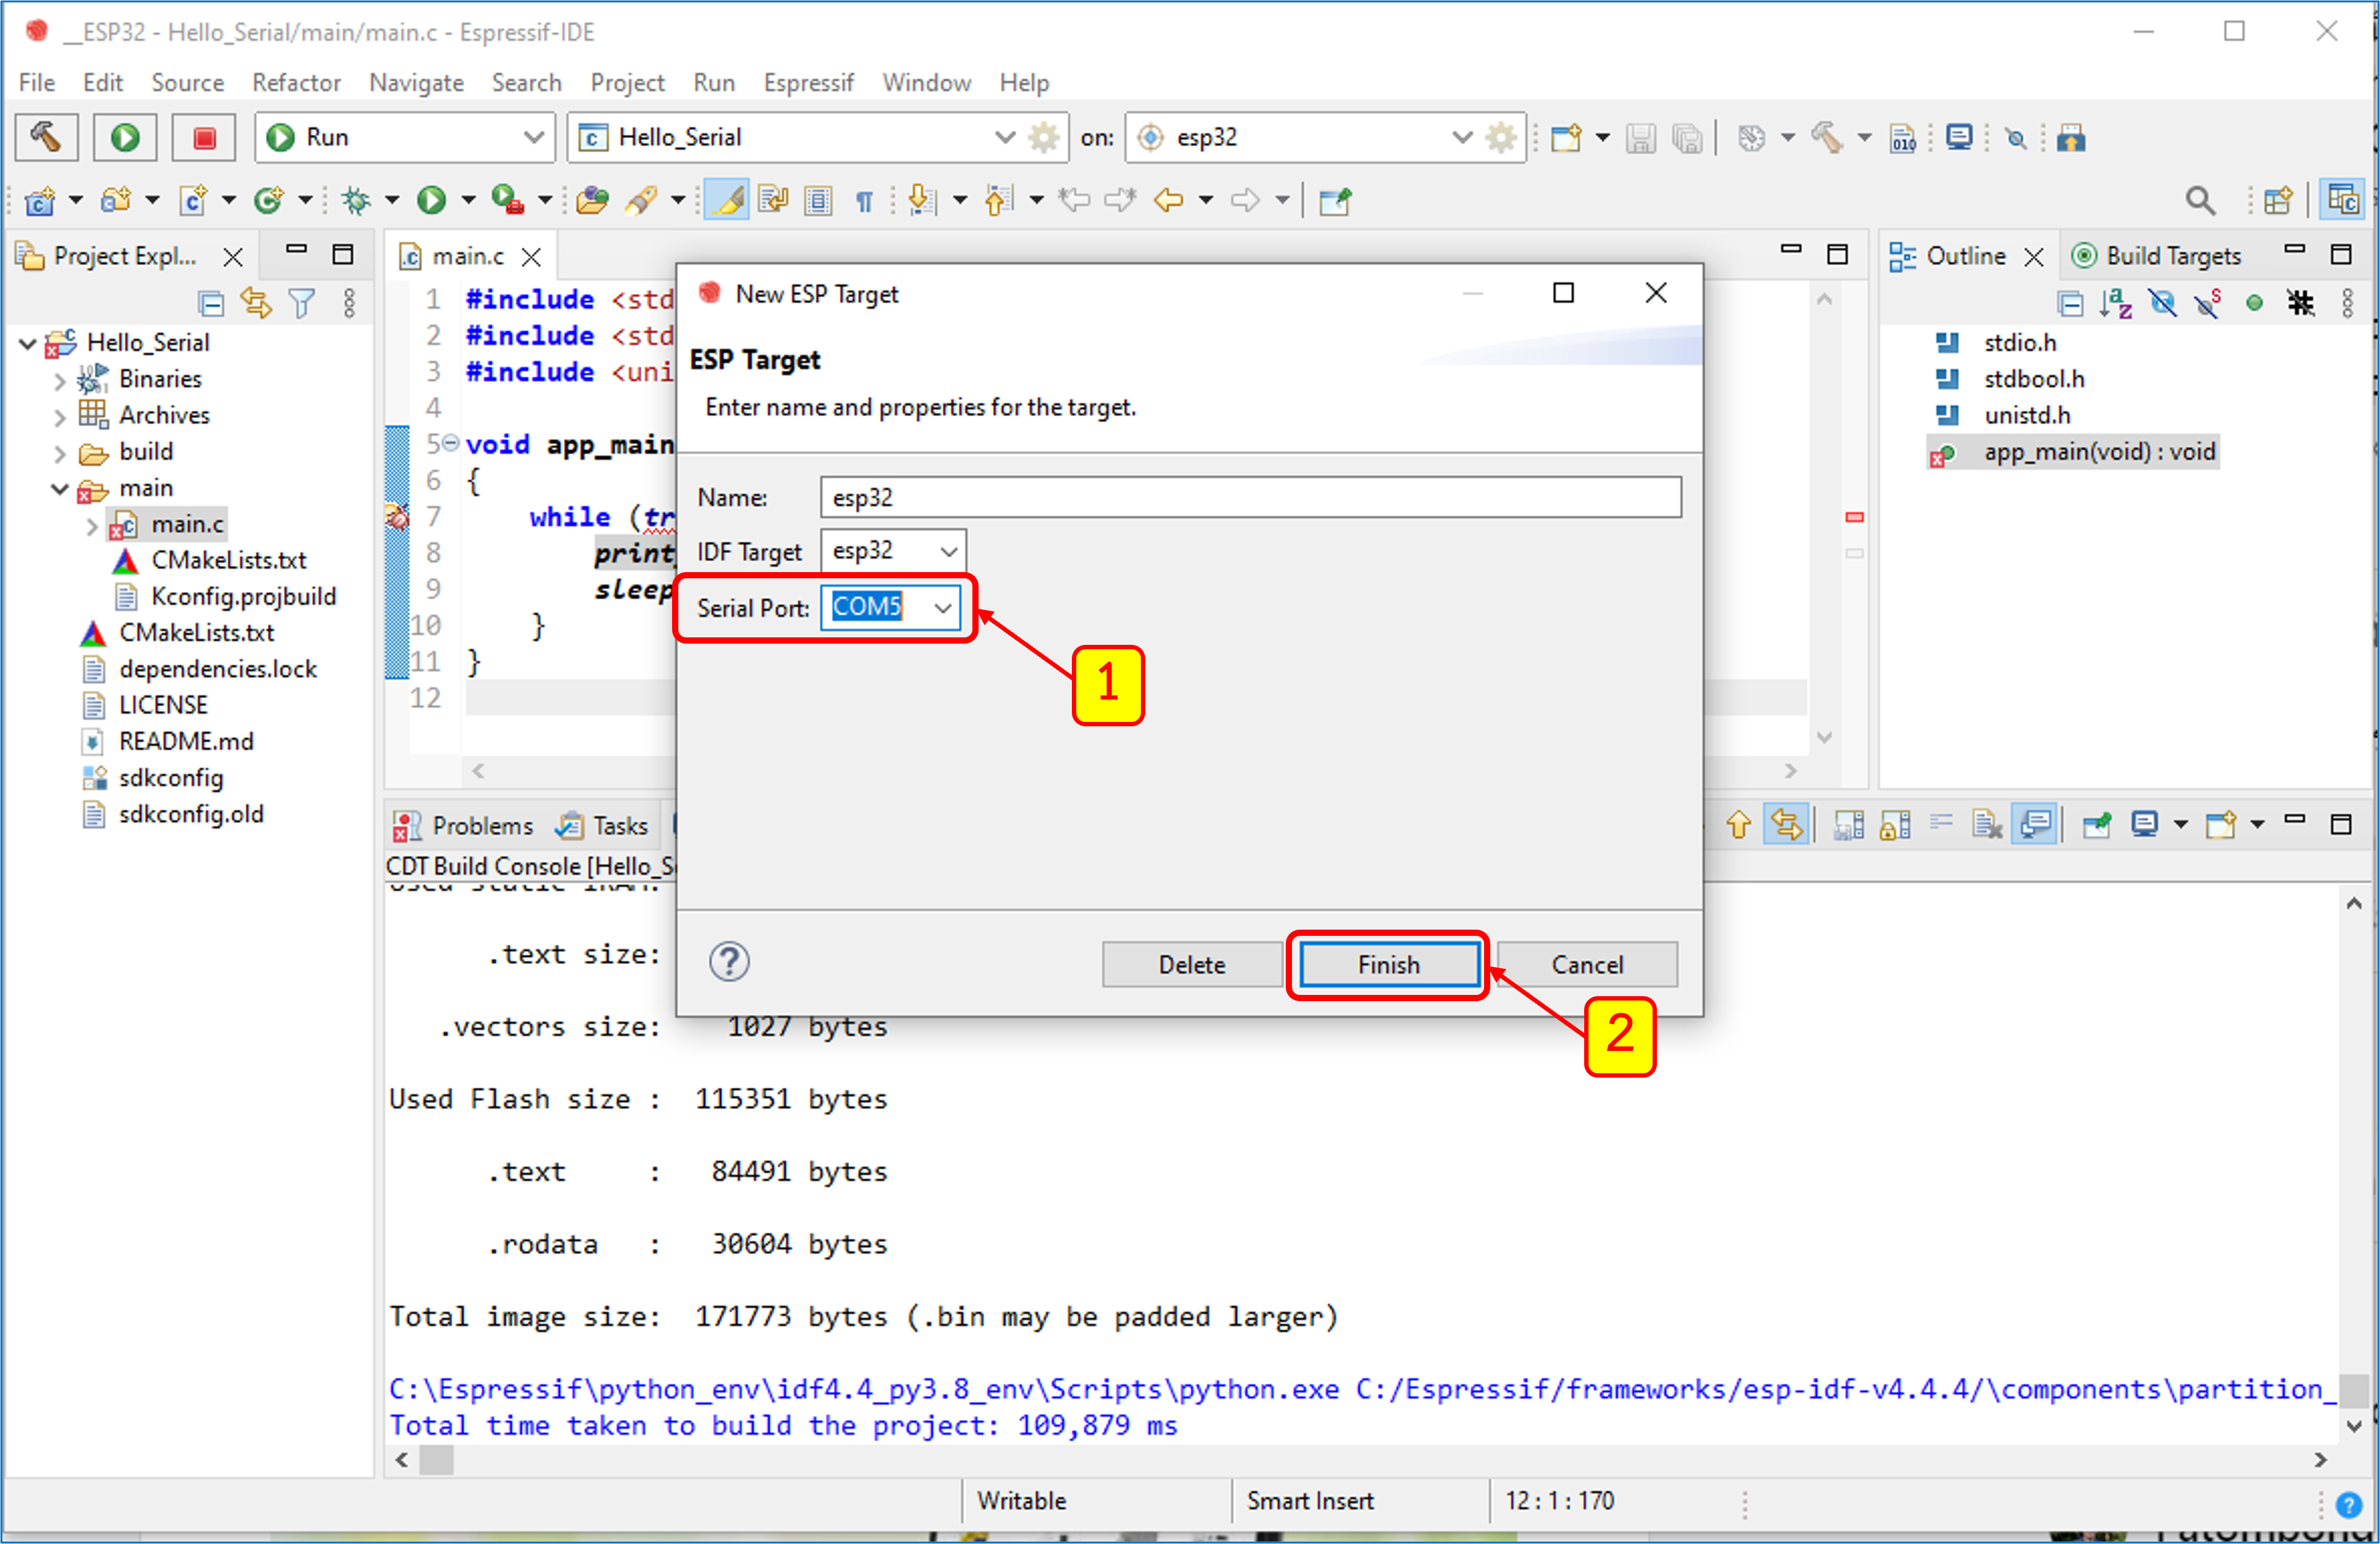 __ESP32 - Hello_Serial/main/main.c - Espressif-IDE
File Edit Source Refactor Navigate Search Project Run Espressif Window Help
Run Hello_Serial on: esp32
Project Expl...
Hello_Serial
Binaries
Archives
build
main
main.c
CMakeLists.txt
Kconfig.projbuild
CMakeLists.txt
dependencies.lock
LICENSE
README.md
sdkconfig
sdkconfig.old
main.c
1 #include <std
2 #include <std
3 #include <uni
4
5 void app_main
6 {
7 while (tr
8 print
9 sleep
10 }
11 }
12
New ESP Target
ESP Target
Enter name and properties for the target.
Name: esp32
IDF Target esp32
Serial Port: COM5
1
Delete Finish Cancel
2
Outline Build Targets
stdio.h
stdbool.h
unistd.h
app_main(void) : void
Problems Tasks
CDT Build Console [Hello_S
Used static IRAM:
.text size:
.vectors size: 1027 bytes
Used Flash size : 115351 bytes
.text : 84491 bytes
.rodata : 30604 bytes
Total image size: 171773 bytes (.bin may be padded larger)
C:\Espressif\python_env\idf4.4_py3.8_env\Scripts\python.exe C:/Espressif/frameworks/esp-idf-v4.4.4/\components\partition_
Total time taken to build the project: 109,879 ms
Writable Smart Insert 12 : 1 : 170